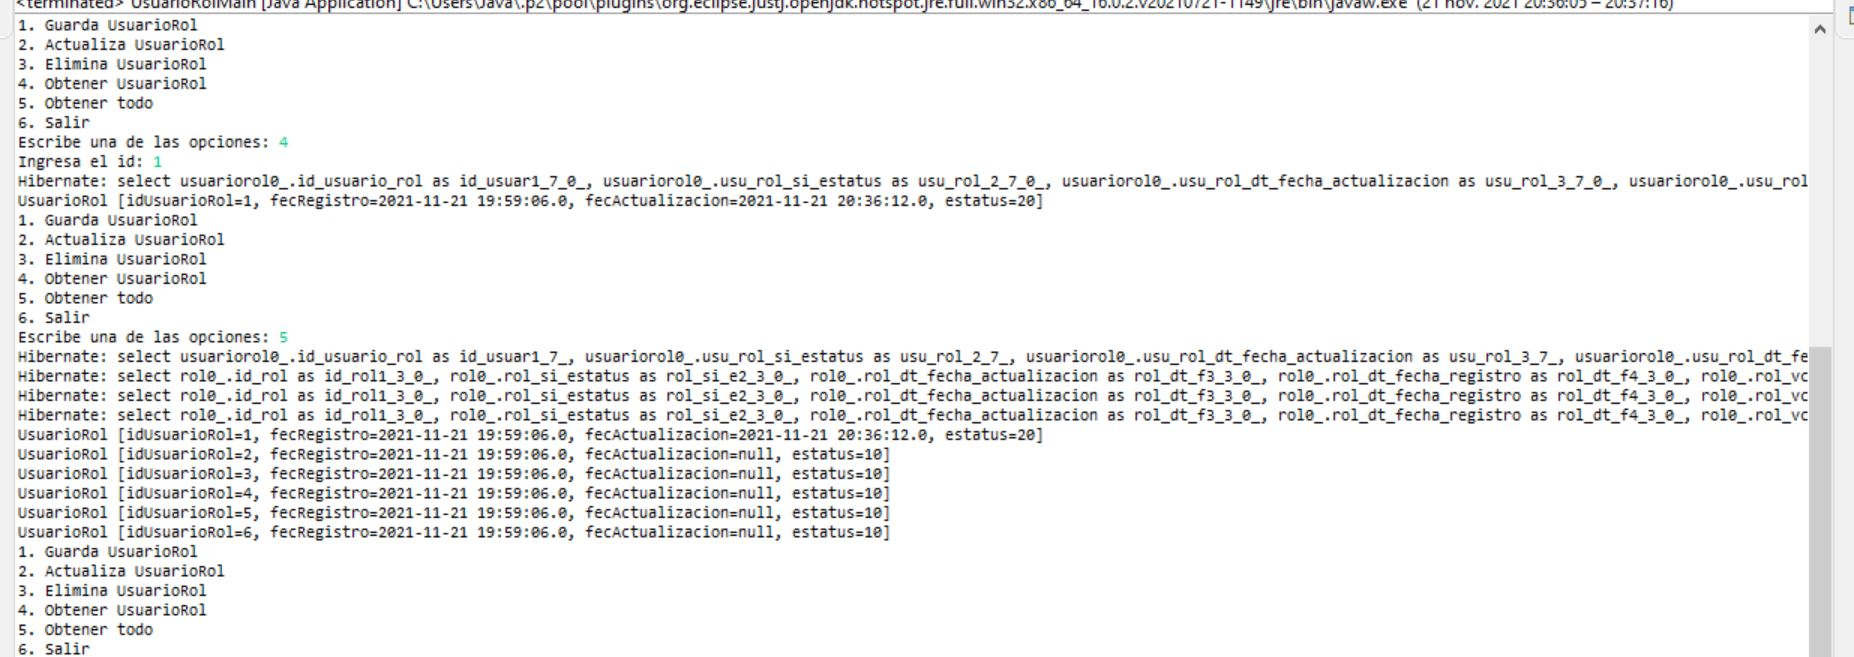 <terminated> UsuarioRolMain [Java Application] C:\Users\Java\.p2\pool\plugins\org.eclipse.justj.openjdk.hotspot.jre.full.win32.x86_64_16.0.2.v20210721-1149\jre\bin\javaw.exe (21 nov. 2021 20:36:05 – 20:37:16)
1. Guarda UsuarioRol
2. Actualiza UsuarioRol
3. Elimina UsuarioRol
4. Obtener UsuarioRol
5. Obtener todo
6. Salir
Escribe una de las opciones: 4
Ingresa el id: 1
Hibernate: select usuariorol0_.id_usuario_rol as id_usuar1_7_0_, usuariorol0_.usu_rol_si_estatus as usu_rol_2_7_0_, usuariorol0_.usu_rol_dt_fecha_actualizacion as usu_rol_3_7_0_, usuariorol0_.usu_rol
UsuarioRol [idUsuarioRol=1, fecRegistro=2021-11-21 19:59:06.0, fecActualizacion=2021-11-21 20:36:12.0, estatus=20]
1. Guarda UsuarioRol
2. Actualiza UsuarioRol
3. Elimina UsuarioRol
4. Obtener UsuarioRol
5. Obtener todo
6. Salir
Escribe una de las opciones: 5
Hibernate: select usuariorol0_.id_usuario_rol as id_usuar1_7_, usuariorol0_.usu_rol_si_estatus as usu_rol_2_7_, usuariorol0_.usu_rol_dt_fecha_actualizacion as usu_rol_3_7_, usuariorol0_.usu_rol_dt_fe
Hibernate: select rol0_.id_rol as id_rol1_3_0_, rol0_.rol_si_estatus as rol_si_e2_3_0_, rol0_.rol_dt_fecha_actualizacion as rol_dt_f3_3_0_, rol0_.rol_dt_fecha_registro as rol_dt_f4_3_0_, rol0_.rol_vc
Hibernate: select rol0_.id_rol as id_rol1_3_0_, rol0_.rol_si_estatus as rol_si_e2_3_0_, rol0_.rol_dt_fecha_actualizacion as rol_dt_f3_3_0_, rol0_.rol_dt_fecha_registro as rol_dt_f4_3_0_, rol0_.rol_vc
Hibernate: select rol0_.id_rol as id_rol1_3_0_, rol0_.rol_si_estatus as rol_si_e2_3_0_, rol0_.rol_dt_fecha_actualizacion as rol_dt_f3_3_0_, rol0_.rol_dt_fecha_registro as rol_dt_f4_3_0_, rol0_.rol_vc
UsuarioRol [idUsuarioRol=1, fecRegistro=2021-11-21 19:59:06.0, fecActualizacion=2021-11-21 20:36:12.0, estatus=20]
UsuarioRol [idUsuarioRol=2, fecRegistro=2021-11-21 19:59:06.0, fecActualizacion=null, estatus=10]
UsuarioRol [idUsuarioRol=3, fecRegistro=2021-11-21 19:59:06.0, fecActualizacion=null, estatus=10]
UsuarioRol [idUsuarioRol=4, fecRegistro=2021-11-21 19:59:06.0, fecActualizacion=null, estatus=10]
UsuarioRol [idUsuarioRol=5, fecRegistro=2021-11-21 19:59:06.0, fecActualizacion=null, estatus=10]
UsuarioRol [idUsuarioRol=6, fecRegistro=2021-11-21 19:59:06.0, fecActualizacion=null, estatus=10]
1. Guarda UsuarioRol
2. Actualiza UsuarioRol
3. Elimina UsuarioRol
4. Obtener UsuarioRol
5. Obtener todo
6. Salir